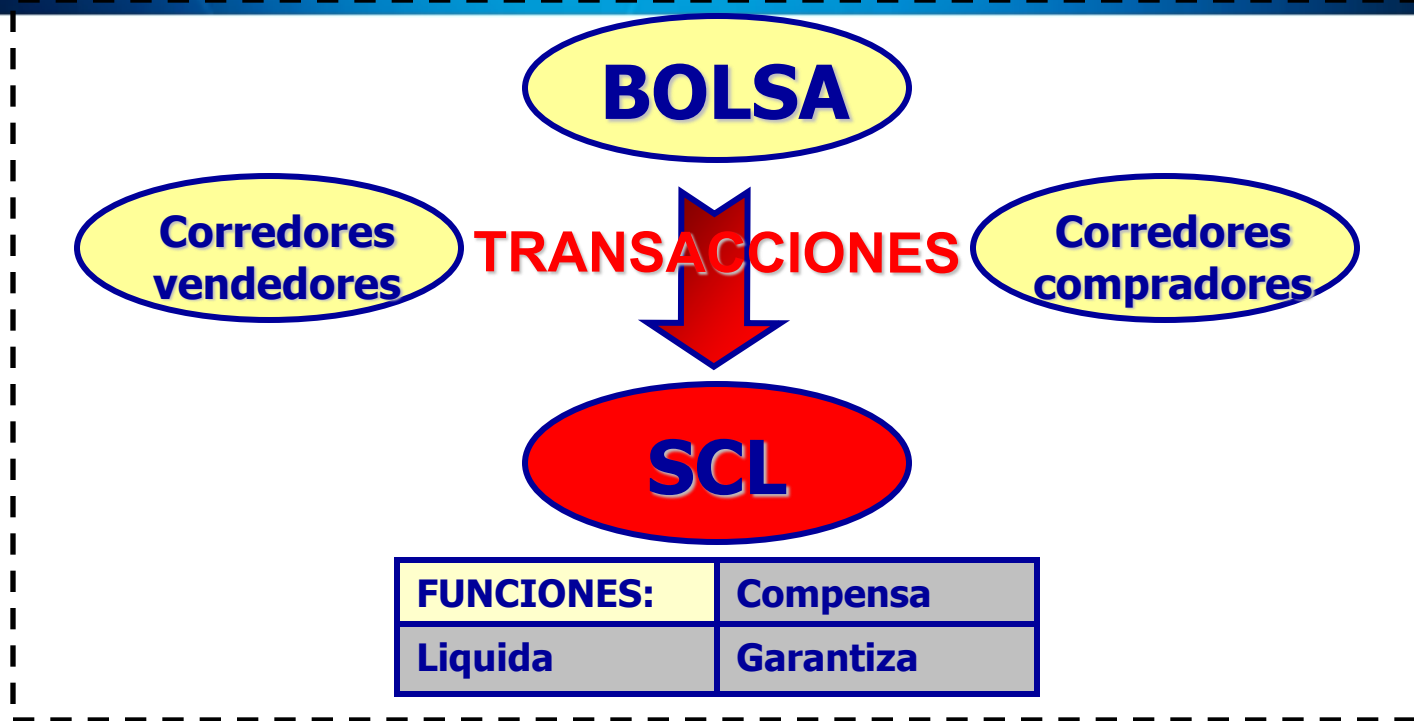 BOLSA
Corredores
vendedores
TRANSACCIONES
Corredores
compradores
SCL
FUNCIONES:
Compensa
Liquida
Garantiza